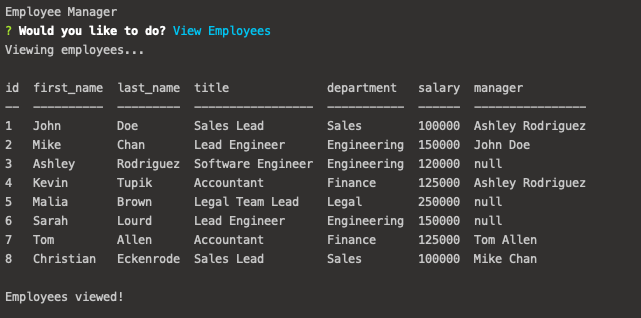 Employee Manager
? Would you like to do? View Employees
Viewing employees...
id  first_name  last_name  title              department   salary  manager
--  ----------  ---------  -----------------  -----------  ------  ----------------
1   John        Doe        Sales Lead         Sales        100000  Ashley Rodriguez
2   Mike        Chan       Lead Engineer      Engineering  150000  John Doe
3   Ashley      Rodriguez  Software Engineer  Engineering  120000  null
4   Kevin       Tupik      Accountant         Finance      125000  Ashley Rodriguez
5   Malia       Brown      Legal Team Lead    Legal        250000  null
6   Sarah       Lourd      Lead Engineer      Engineering  150000  null
7   Tom         Allen      Accountant         Finance      125000  Tom Allen
8   Christian   Eckenrode  Sales Lead         Sales        100000  Mike Chan
Employees viewed!